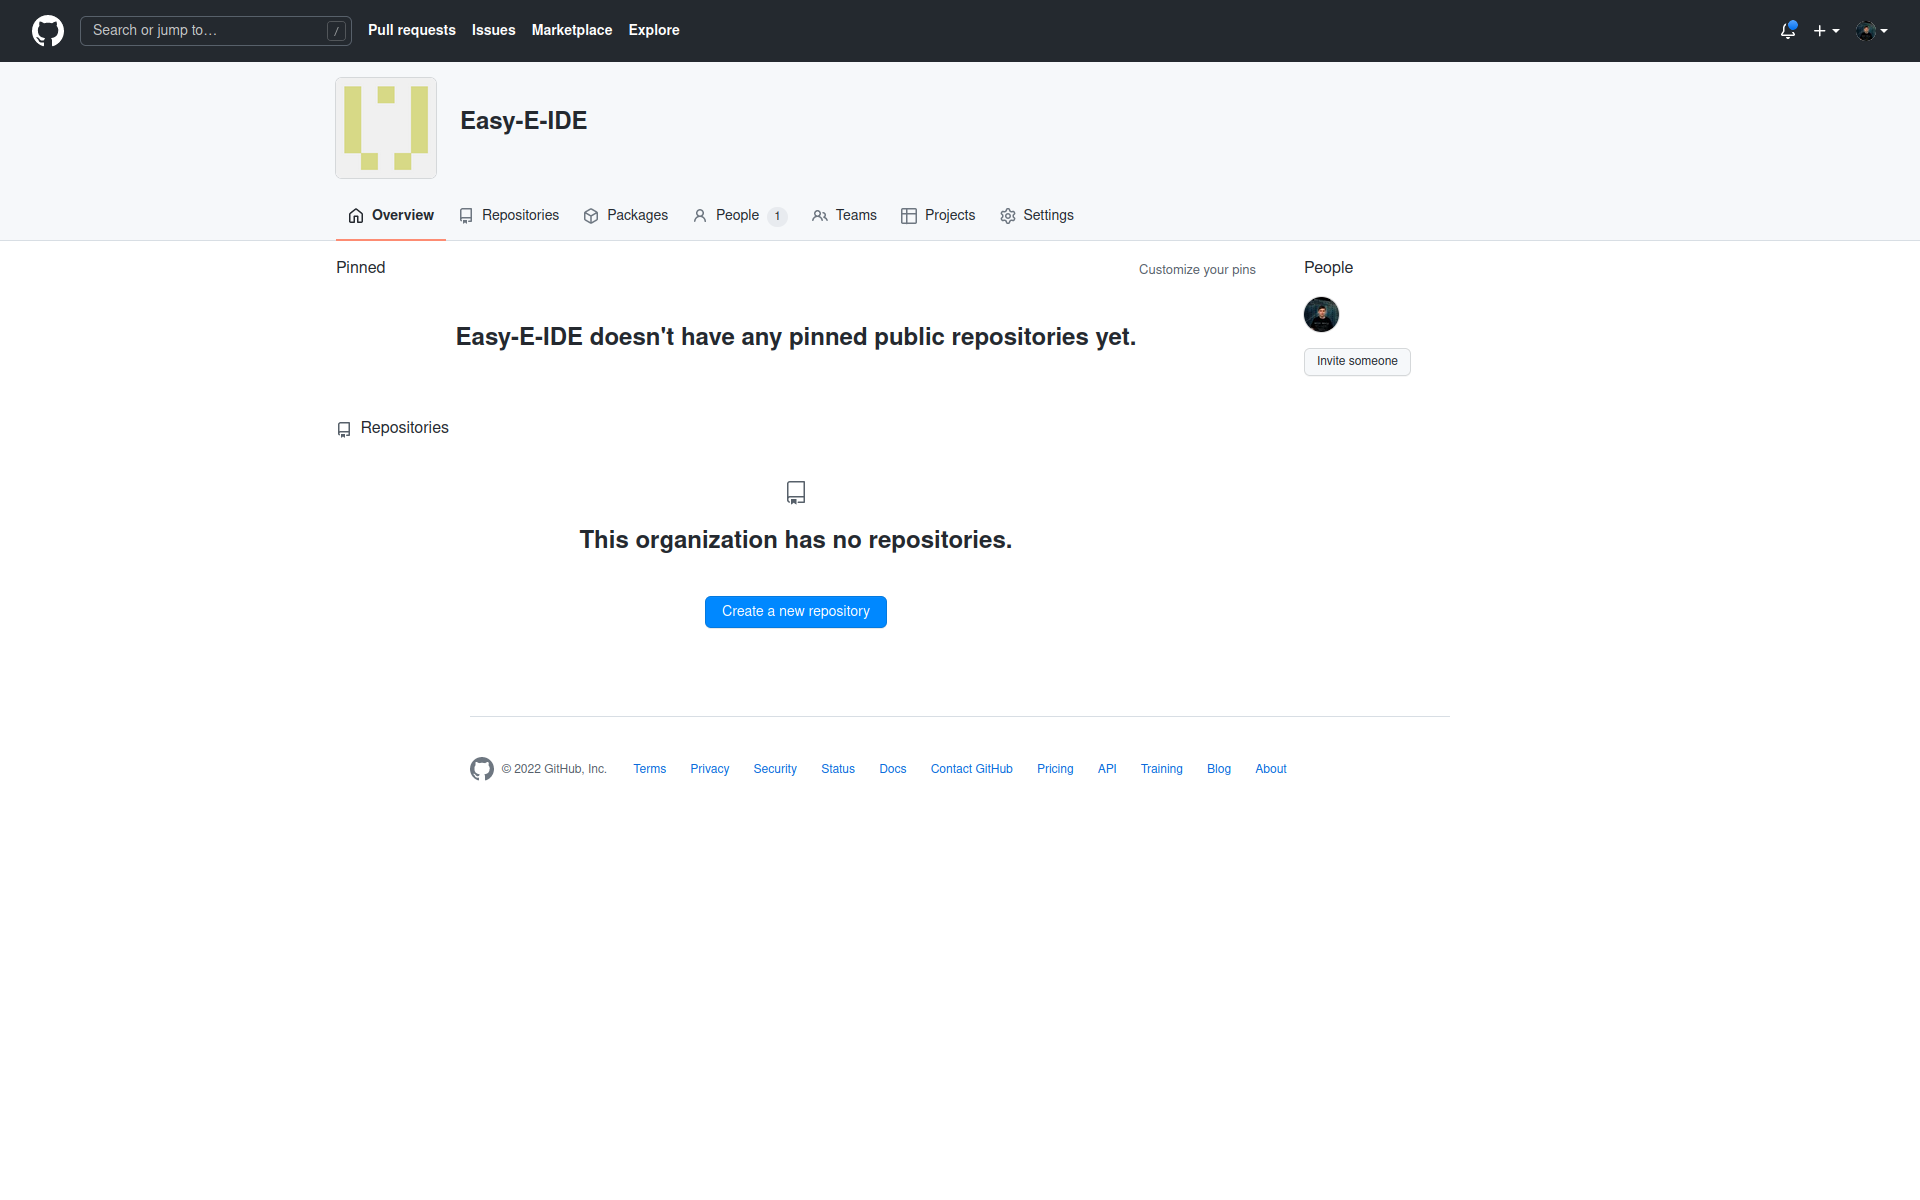 Search or jump to… /
Pull requests Issues Marketplace Explore
Easy-E-IDE
Overview Repositories Packages People 1 Teams Projects Settings
Pinned
Customize your pins
Easy-E-IDE doesn't have any pinned public repositories yet.
People
Invite someone
Repositories
This organization has no repositories.
Create a new repository
© 2022 GitHub, Inc. Terms Privacy Security Status Docs Contact GitHub Pricing API Training Blog About